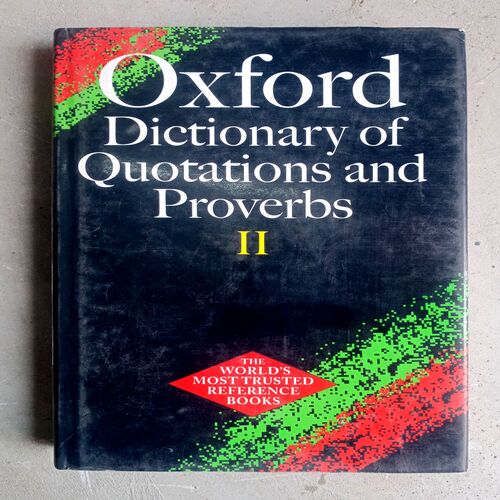 Oxford
Dictionary of
Quotations and
Proverbs
II
THE
WORLD'S
MOST TRUSTED
REFERENCE
BOOKS